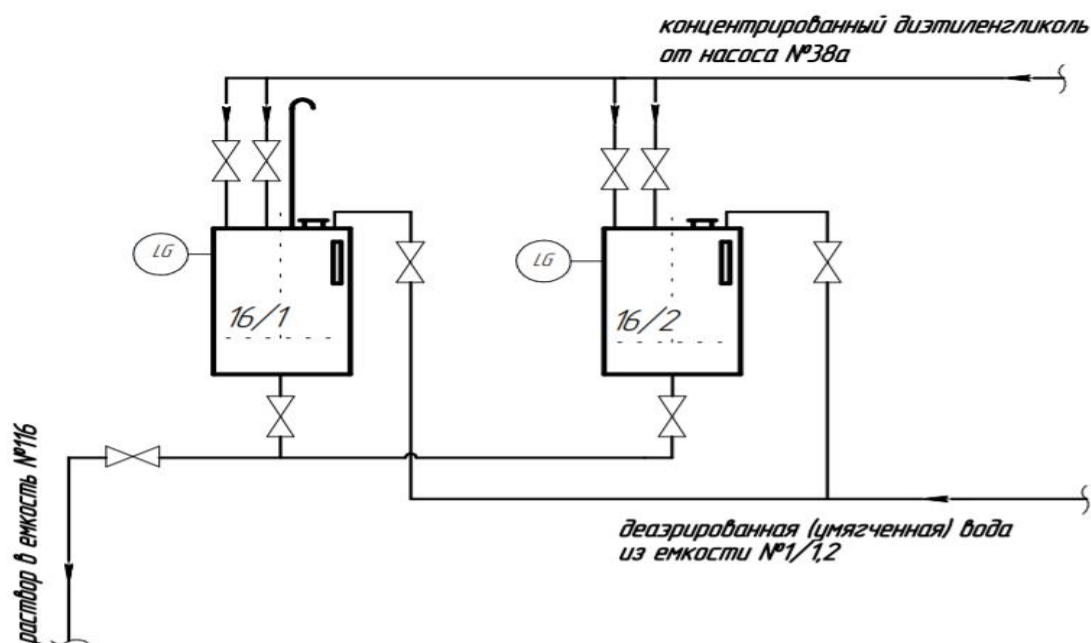 концентрированный диэтиленгликоль
от насоса №38а
LG
LG
16/1
16/2
раствор в емкость №116
деаэрированная (умягченная) вода
из емкости №1/1,2